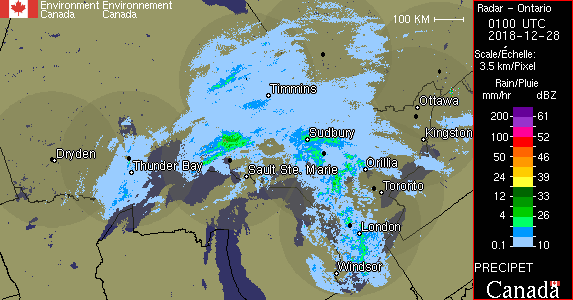 Environment Environnement
Canada Canada
100 KM
Timmins
Ottawa
Sudbury
Kingston
Dryden
Thunder Bay
Sault Ste. Marie
Orillia
Toronto
London
Windsor
Radar - Ontario
0100 UTC
2018-12-28
Scale/Échelle:
3.5 km/Pixel
Rain/Pluie
mm/hr dBZ
200 61
100 52
50 46
24 39
12 33
4 26
0.1 10
PRECIPET
Canada